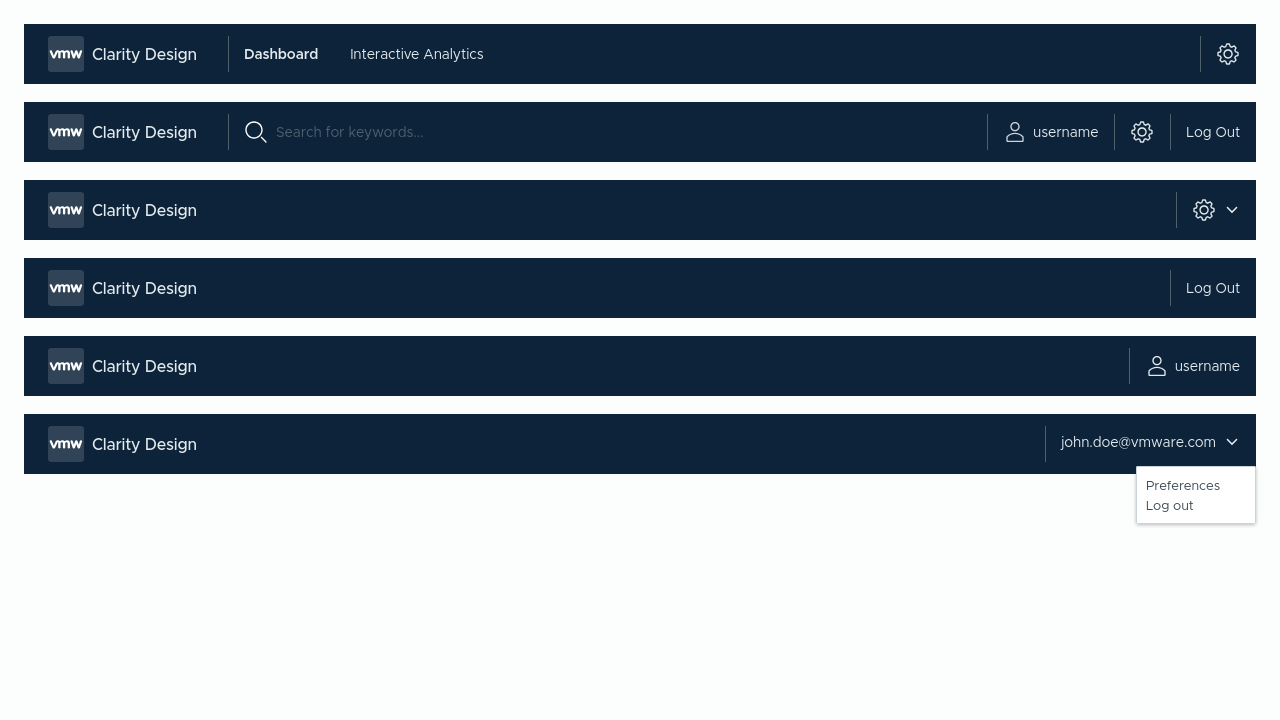 vmw Clarity Design Dashboard Interactive Analytics
vmw Clarity Design Search for keywords... username Log Out
vmw Clarity Design
vmw Clarity Design Log Out
vmw Clarity Design username
vmw Clarity Design john.doe@vmware.com
Preferences
Log out